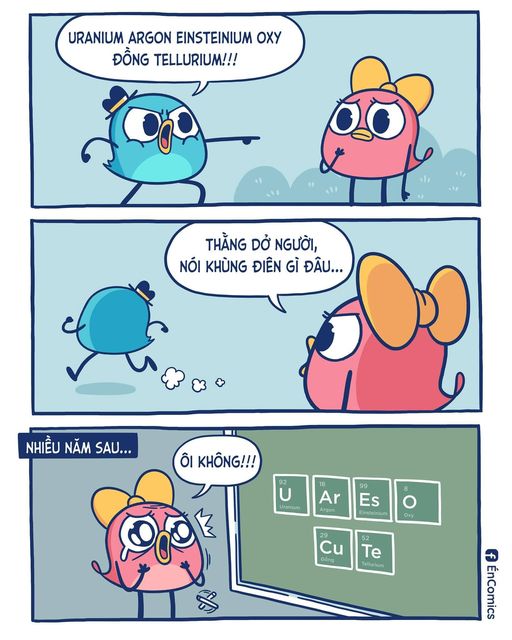 URANIUM ARGON EINSTEINIUM OXY
ĐỒNG TELLURIUM!!!
THẰNG DỞ NGƯỜI,
NÓI KHÙNG ĐIÊN GÌ ĐÂU...
NHIỀU NĂM SAU...
ÔI KHÔNG!!!
92
U
Uranium
18
Ar
Argon
99
Es
Einsteinium
8
O
Oxy
29
Cu
Đồng
52
Te
Tellurium
ÉnComics